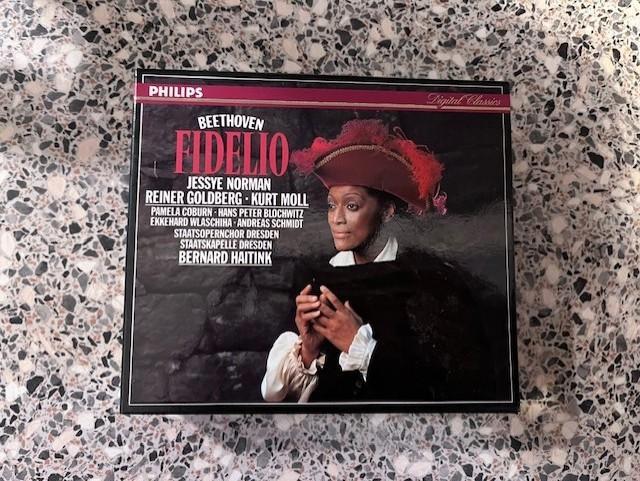 PHILIPS
Digital Classics
BEETHOVEN
FIDELIO
JESSYE NORMAN
REINER GOLDBERG · KURT MOLL
PAMELA COBURN · HANS PETER BLOCHWITZ
EKKEHARD WLASCHIHA · ANDREAS SCHMIDT
STAATSOPERNCHOR DRESDEN
STAATSKAPELLE DRESDEN
BERNARD HAITINK